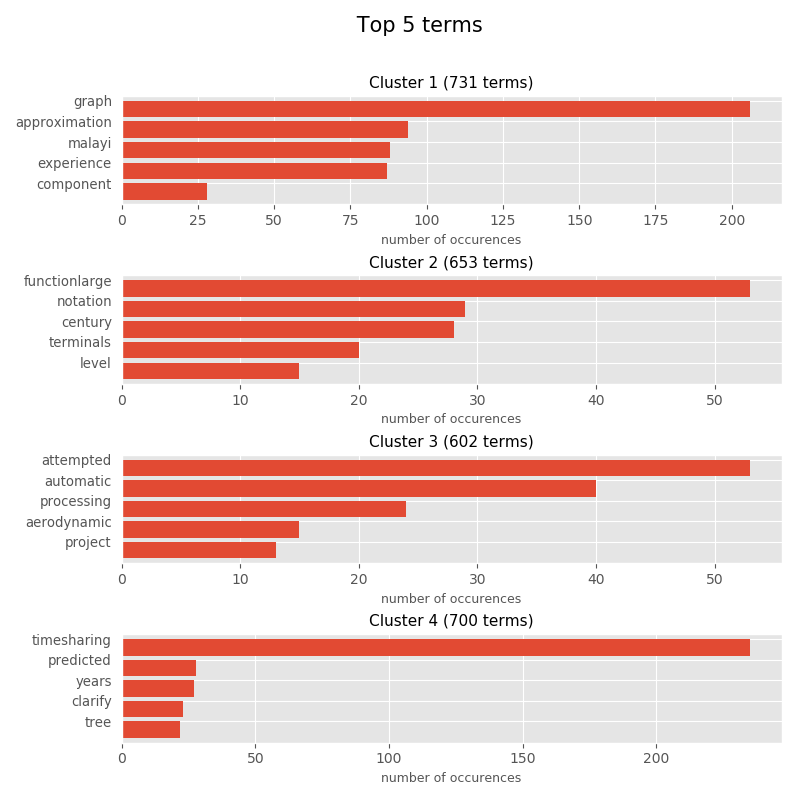 Top 5 terms
Cluster 1 (731 terms)
graph
approximation
malayi
experience
component
0 25 50 75 100 125 150 175 200
number of occurences
Cluster 2 (653 terms)
functionlarge
notation
century
terminals
level
0 10 20 30 40 50
number of occurences
Cluster 3 (602 terms)
attempted
automatic
processing
aerodynamic
project
0 10 20 30 40 50
number of occurences
Cluster 4 (700 terms)
timesharing
predicted
years
clarify
tree
0 50 100 150 200
number of occurences